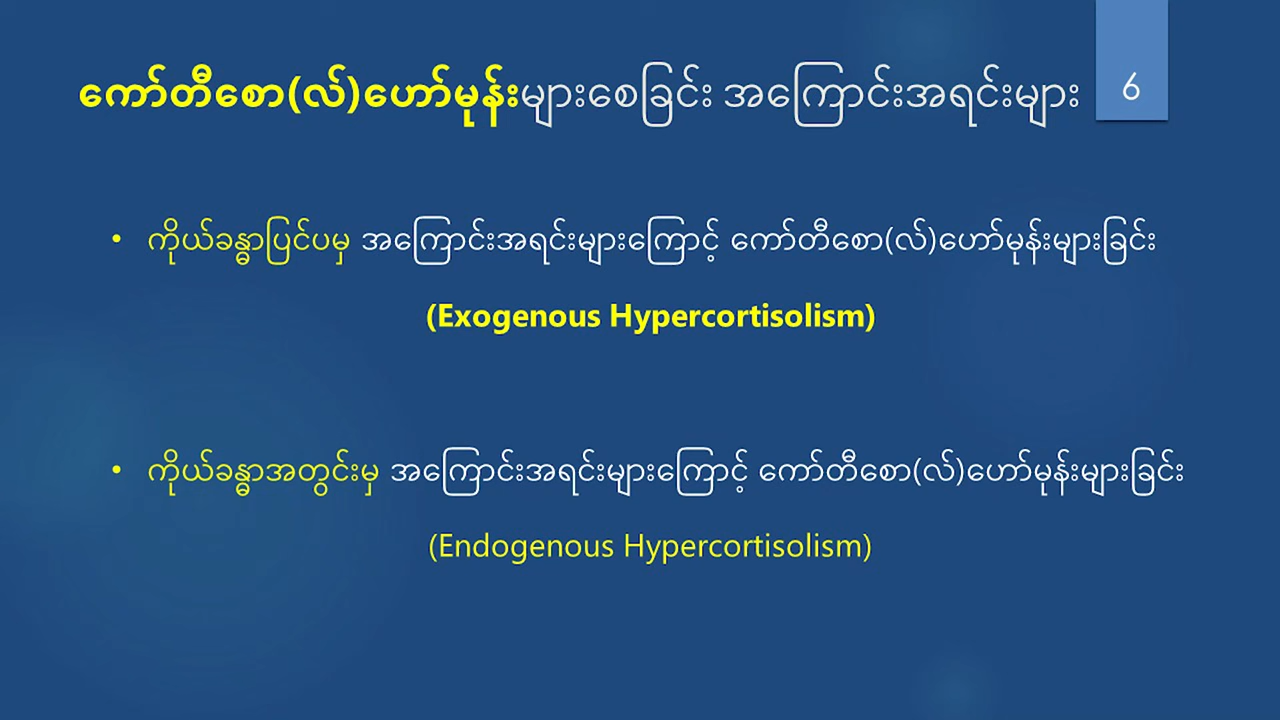 ကော်တီစော(လ်)ဟော်မုန်းများစေခြင်း အကြောင်းအရင်းများ
6
• ကိုယ်ခန္ဓာပြင်ပမှ အကြောင်းအရင်းများကြောင့် ကော်တီစော(လ်)ဟော်မုန်းများခြင်း
(Exogenous Hypercortisolism)
• ကိုယ်ခန္ဓာအတွင်းမှ အကြောင်းအရင်းများကြောင့် ကော်တီစော(လ်)ဟော်မုန်းများခြင်း
(Endogenous Hypercortisolism)